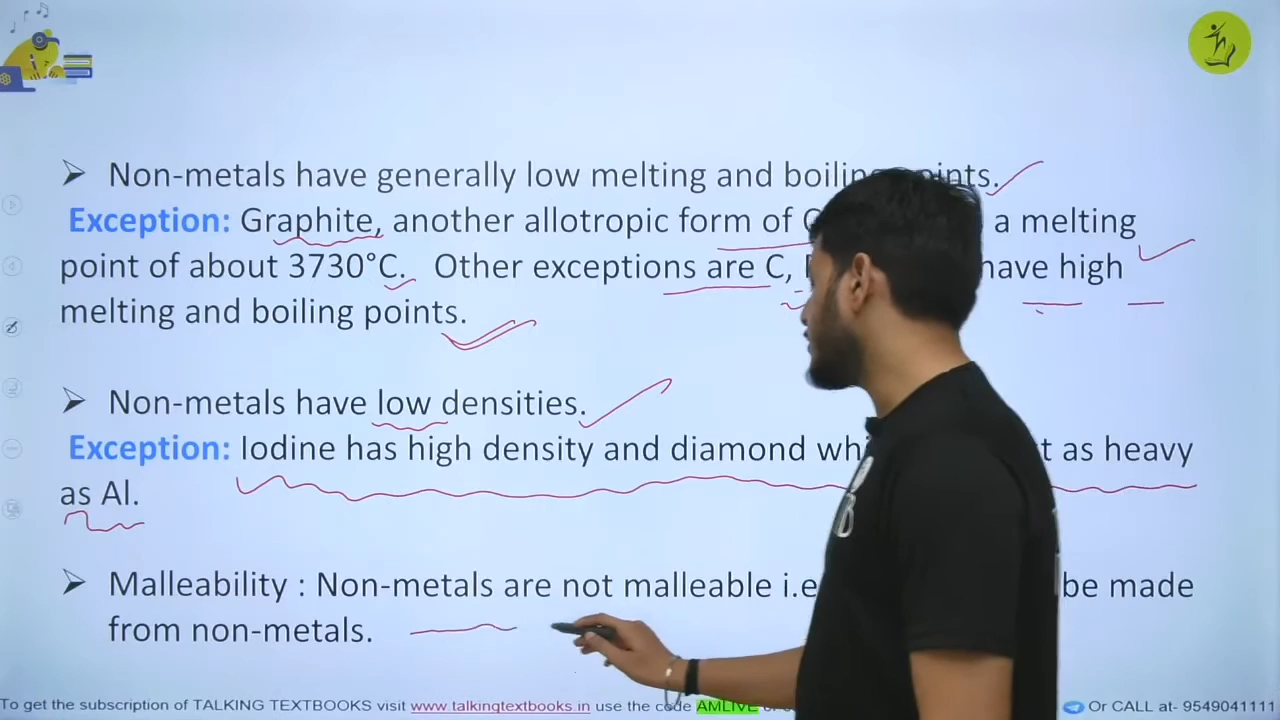 Non-metals have generally low melting and boiling points.
Exception: Graphite, another allotropic form of a melting
point of about 3730°C. Other exceptions are C, have high
melting and boiling points.
Non-metals have low densities.
Exception: Iodine has high density and diamond as heavy
as Al.
Malleability : Non-metals are not malleable i.e be made
from non-metals.
To get the subscription of TALKING TEXTBOOKS visit www.talkingtextbooks.in use the code AMLIVE Or CALL at- 9549041111